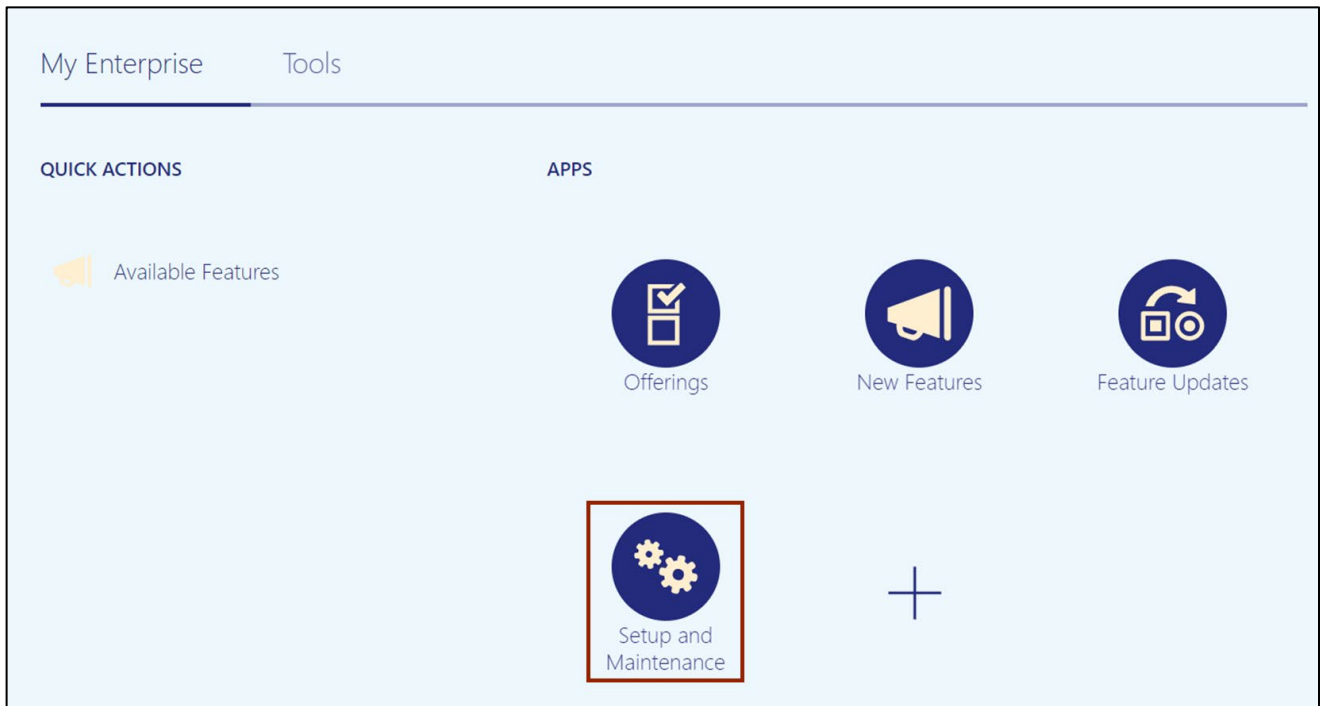 My Enterprise
Tools
QUICK ACTIONS
APPS
Available Features
Offerings
New Features
Feature Updates
Setup and
Maintenance